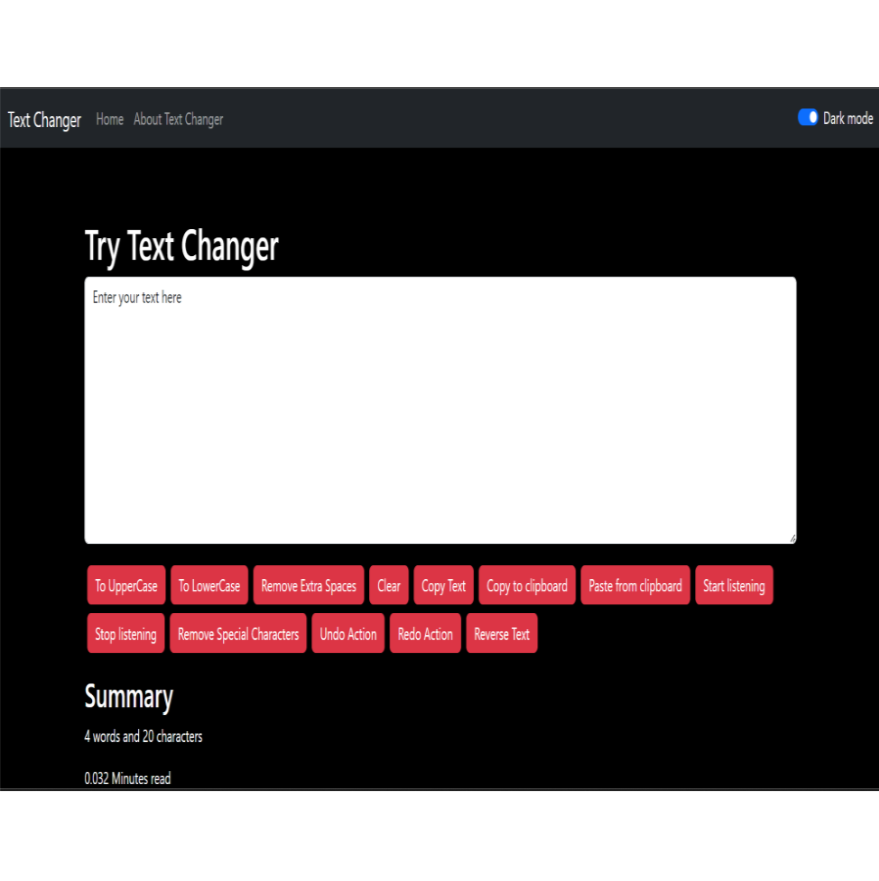 Text Changer Home About Text Changer Dark mode
Try Text Changer
Enter your text here
To UpperCase To LowerCase Remove Extra Spaces Clear Copy Text Copy to clipboard Paste from clipboard Start listening
Stop listening Remove Special Characters Undo Action Redo Action Reverse Text
Summary
4 words and 20 characters
0.032 Minutes read